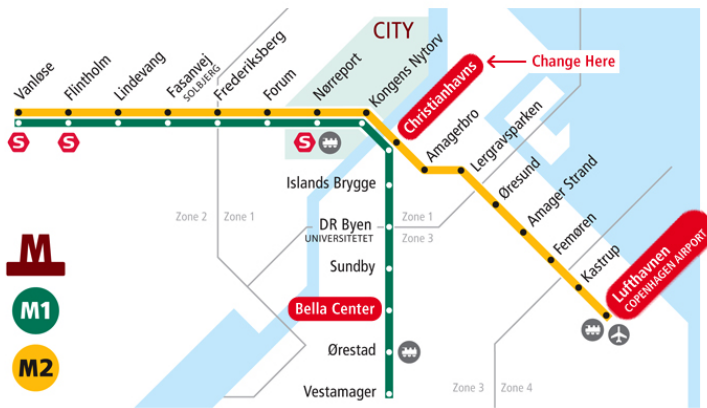 CITY
Vanløse
Flintholm
Lindevang
Fasanvej
SOLBJERG
Frederiksberg
Forum
Nørreport
Kongens Nytorv
Christianhavns
Change Here
Amagerbro
Lergravsparken
Øresund
Amager Strand
Femøren
Kastrup
Lufthavnen
COPENHAGEN AIRPORT
S
S
S
Islands Brygge
Zone 2
Zone 1
DR Byen
UNIVERSITETET
Zone 1
Zone 3
Sundby
Bella Center
Ørestad
Vestamager
Zone 3
Zone 4
M
M1
M2